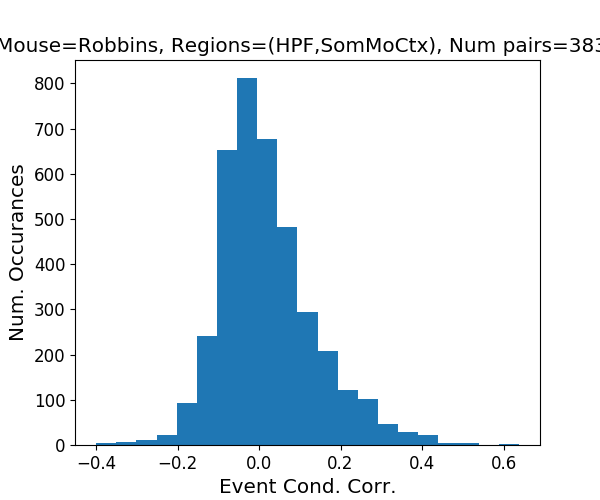 Mouse=Robbins, Regions=(HPF,SomMoCtx), Num pairs=383
800
700
600
500
400
300
200
100
0
Num. Occurances
−0.4 −0.2 0.0 0.2 0.4 0.6
Event Cond. Corr.